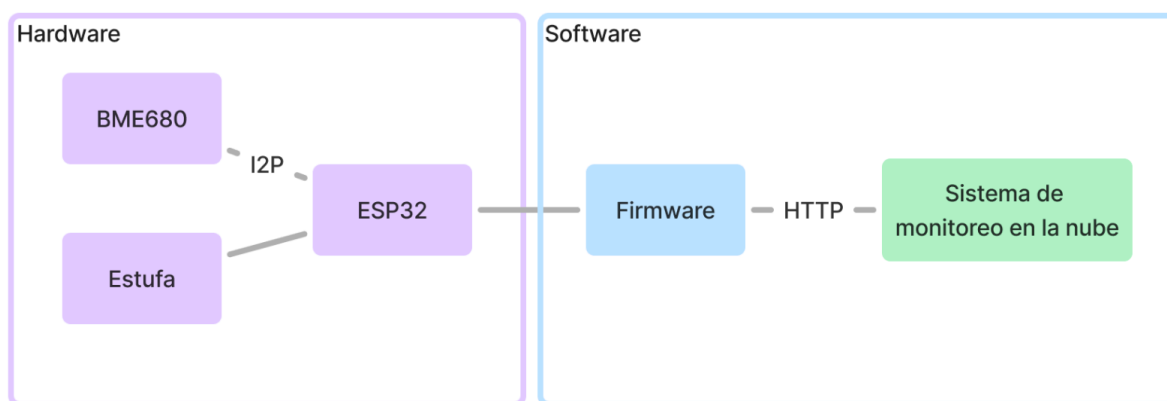 Hardware
BME680
I2P
ESP32
Estufa
Software
Firmware
HTTP
Sistema de
monitoreo en la nube